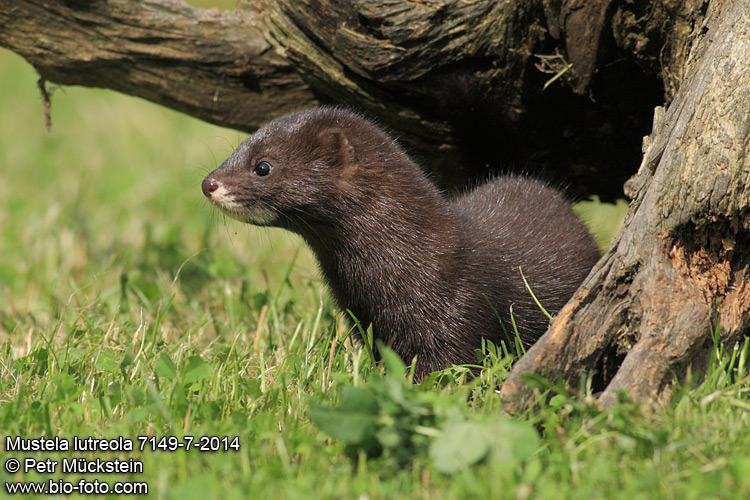 Mustela lutreola 7149-7-2014
© Petr Mückstein
www.bio-foto.com